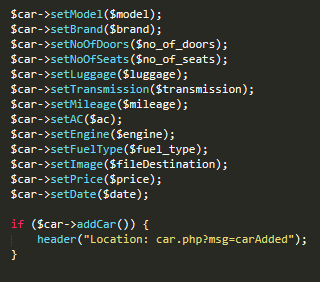 $car->setModel($model);
$car->setBrand($brand);
$car->setNoOfDoors($no_of_doors);
$car->setNoOfSeats($no_of_seats);
$car->setLuggage($luggage);
$car->setTransmission($transmission);
$car->setMileage($mileage);
$car->setAC($ac);
$car->setEngine($engine);
$car->setFuelType($fuel_type);
$car->setImage($fileDestination);
$car->setPrice($price);
$car->setDate($date);
if ($car->addCar()) {
header("Location: car.php?msg=carAdded");
}